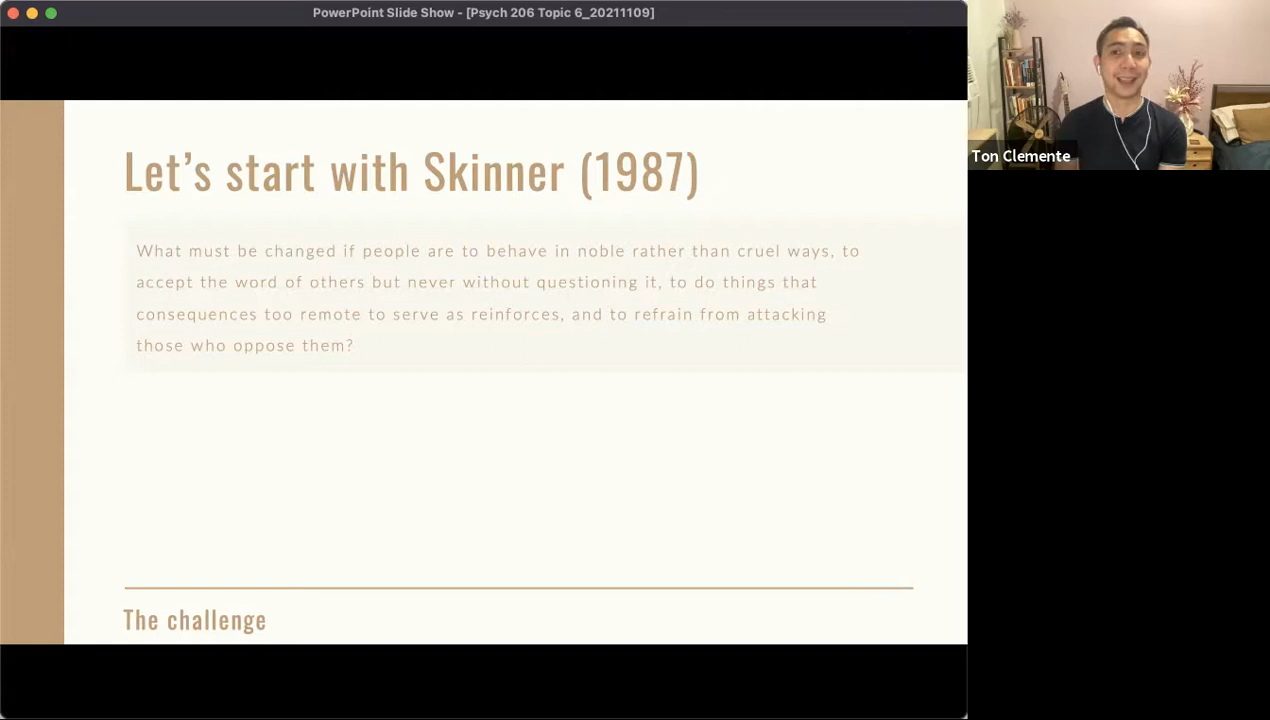 PowerPoint Slide Show - [Psych 206 Topic 6_20211109]
Let's start with Skinner (1987)
What must be changed if people are to behave in noble rather than cruel ways, to
accept the word of others but never without questioning it, to do things that
consequences too remote to serve as reinforces, and to refrain from attacking
those who oppose them?
The challenge
Ton Clemente